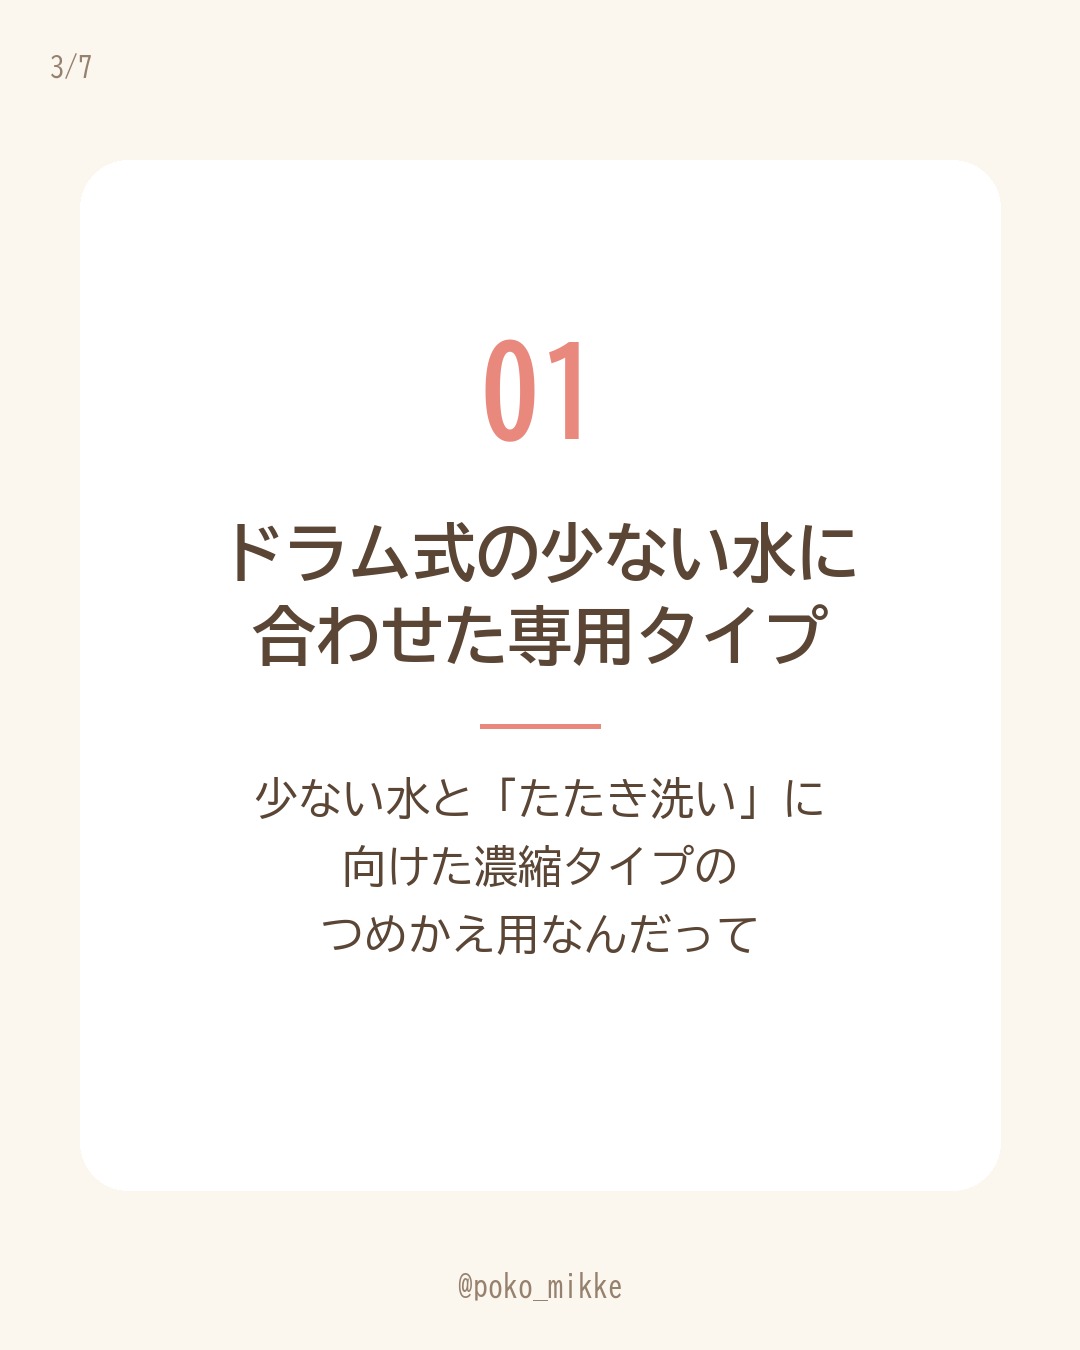 3/7
01
ドラム式の少ない水に
合わせた専用タイプ
少ない水と「たたき洗い」に
向けた濃縮タイプの
つめかえ用なんだって
@poko_mikke